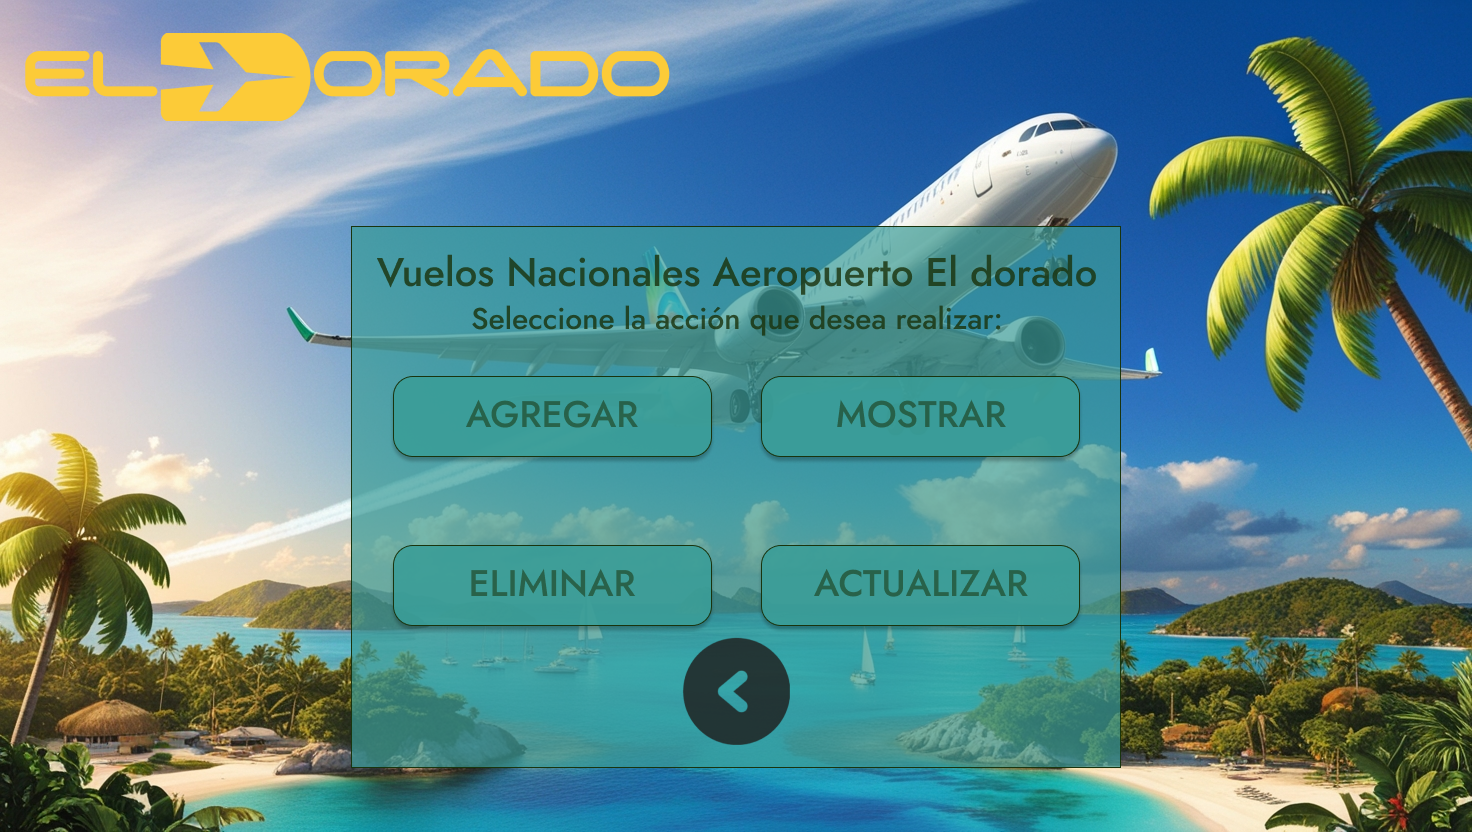 EL DORADO
Vuelos Nacionales Aeropuerto El dorado
Seleccione la acción que desea realizar:
AGREGAR
MOSTRAR
ELIMINAR
ACTUALIZAR